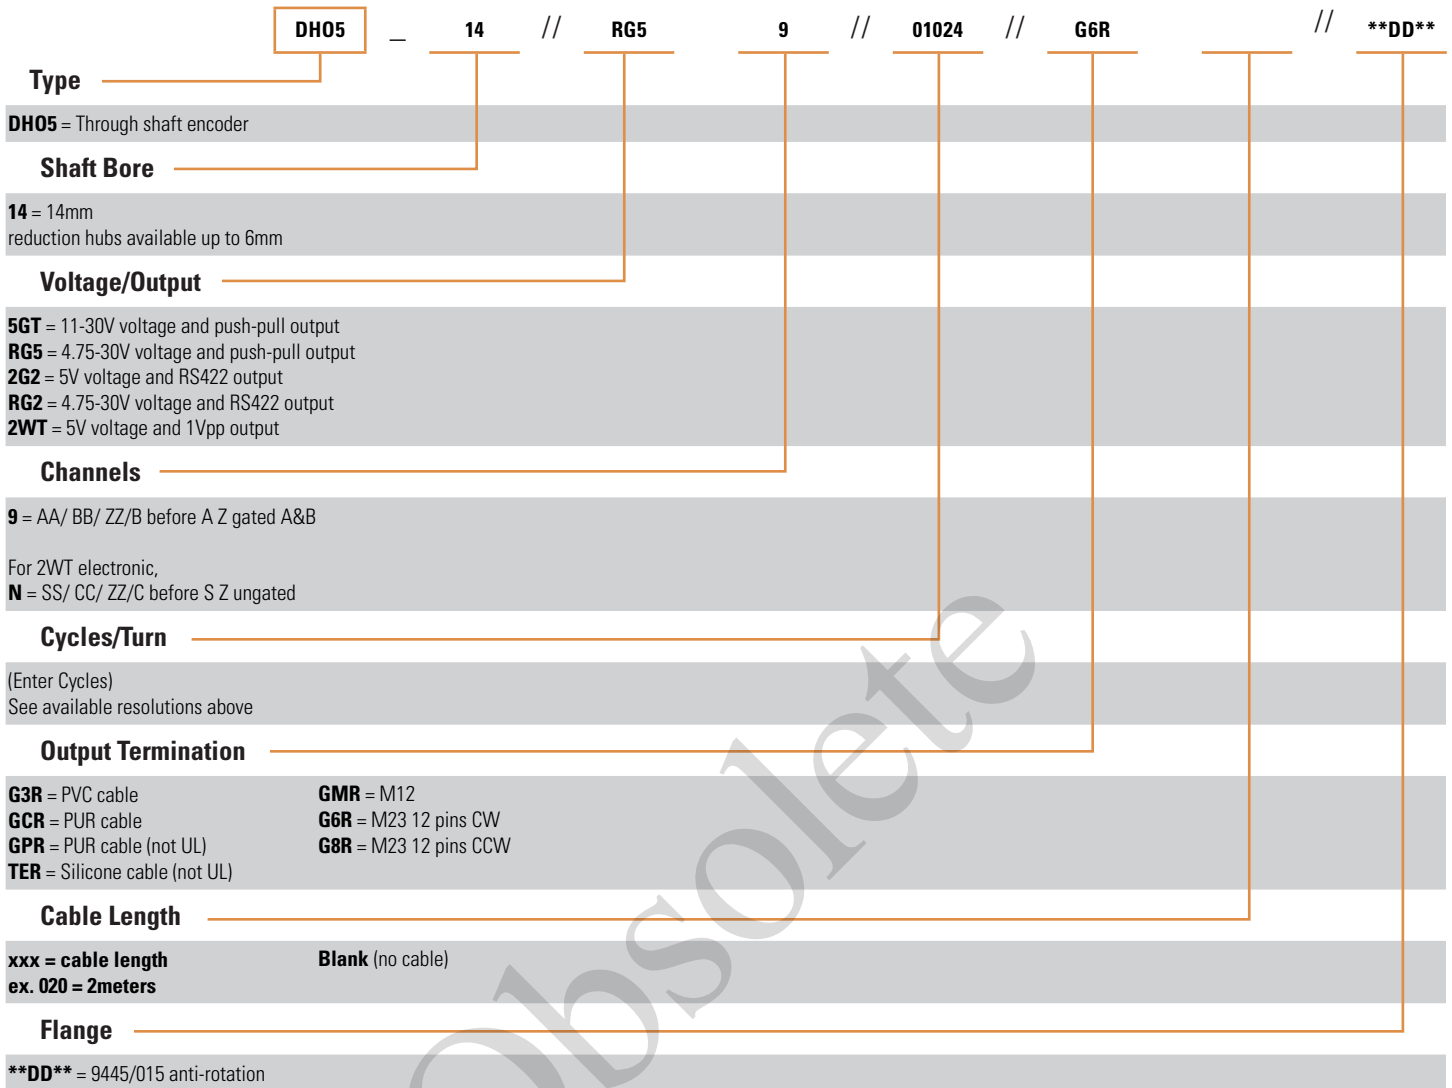 DHO5 _ 14 // RG5 9 // 01024 // G6R // **DD**
Type
DHO5 = Through shaft encoder
Shaft Bore
14 = 14mm
reduction hubs available up to 6mm
Voltage/Output
5GT = 11-30V voltage and push-pull output
RG5 = 4.75-30V voltage and push-pull output
2G2 = 5V voltage and RS422 output
RG2 = 4.75-30V voltage and RS422 output
2WT = 5V voltage and 1Vpp output
Channels
9 = AA/ BB/ ZZ/B before A Z gated A&B
For 2WT electronic,
N = SS/ CC/ ZZ/C before S Z ungated
Cycles/Turn
(Enter Cycles)
See available resolutions above
Output Termination
G3R = PVC cable
GCR = PUR cable
GPR = PUR cable (not UL)
TER = Silicone cable (not UL)
GMR = M12
G6R = M23 12 pins CW
G8R = M23 12 pins CCW
Cable Length
xxx = cable length
ex. 020 = 2meters
Blank (no cable)
Flange
**DD** = 9445/015 anti-rotation
Obsolete